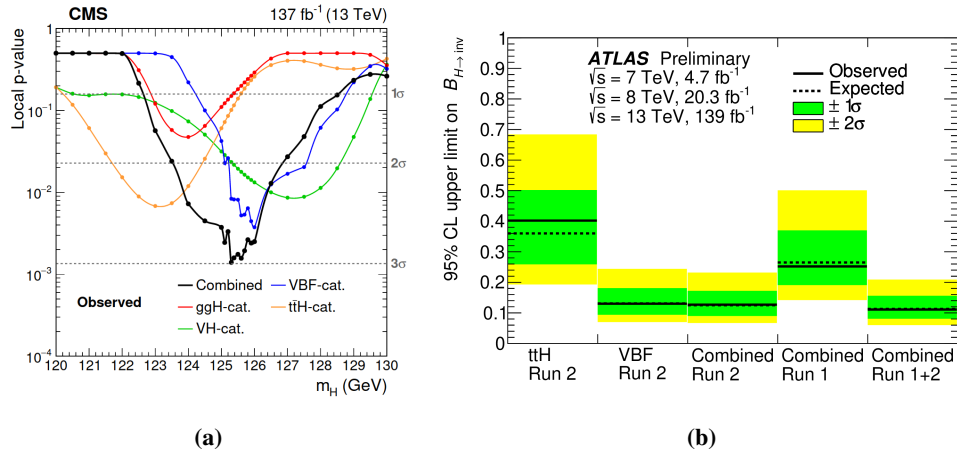 CMS 137 fb⁻¹ (13 TeV)
Local p-value
1
10⁻¹
10⁻²
10⁻³
10⁻⁴
1σ
2σ
3σ
Observed
Combined
ggH-cat.
VH-cat.
VBF-cat.
tt̄H-cat.
120 121 122 123 124 125 126 127 128 129 130
m_H (GeV)
(a)
95% CL upper limit on B_H→inv
1
0.9
0.8
0.7
0.6
0.5
0.4
0.3
0.2
0.1
0
ATLAS Preliminary
√s = 7 TeV, 4.7 fb⁻¹
√s = 8 TeV, 20.3 fb⁻¹
√s = 13 TeV, 139 fb⁻¹
Observed
Expected
± 1σ
± 2σ
ttH
Run 2
VBF
Run 2
Combined
Run 2
Combined
Run 1
Combined
Run 1+2
(b)